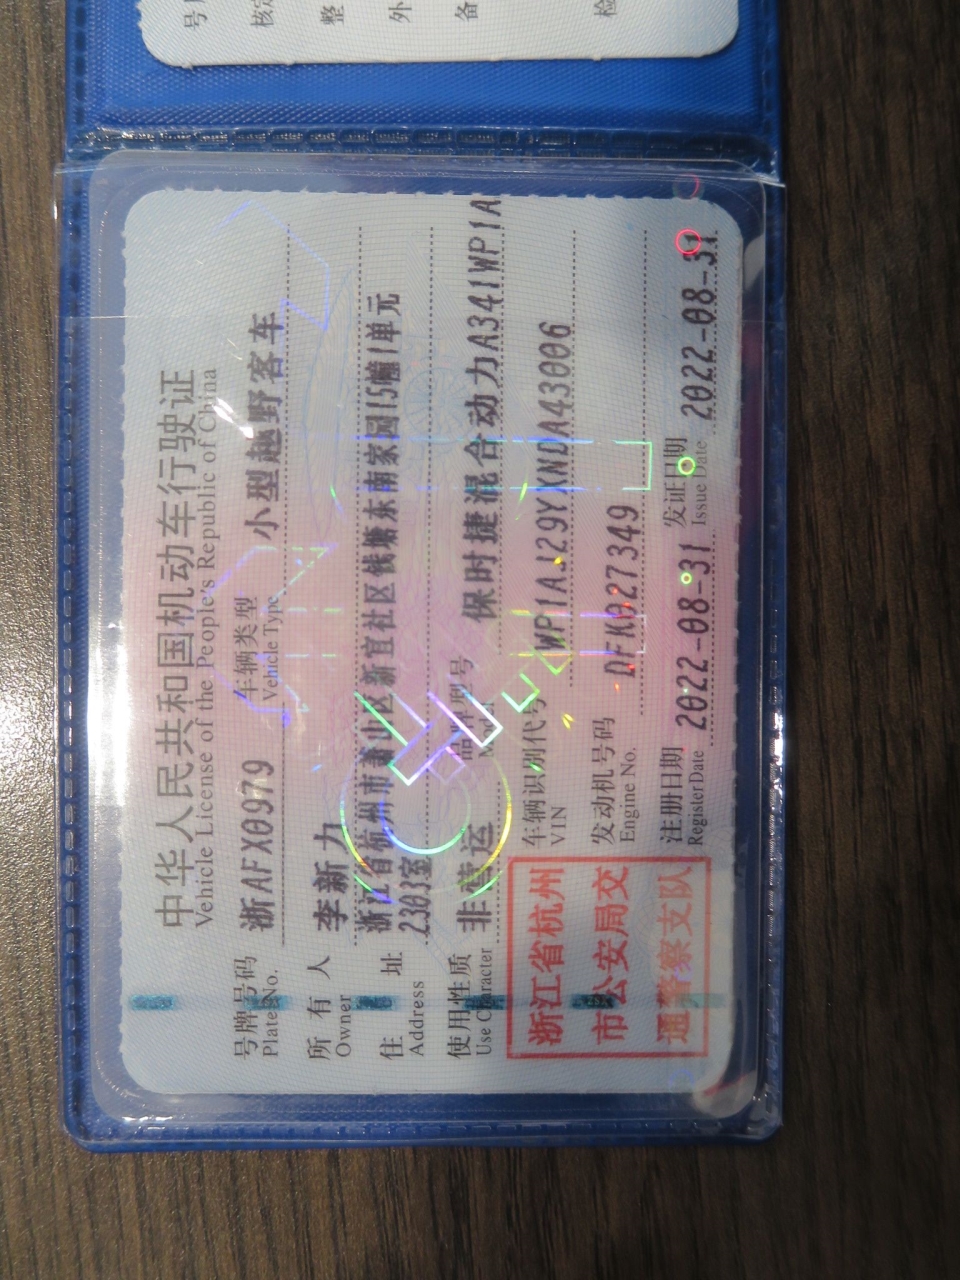 中华人民共和国机动车行驶证
Vehicle License of the People's Republic of China
号牌号码 浙AFX0979 车辆类型 小型越野客车
Plate No. Vehicle Type
所有人 李新力
Owner
住址 浙江省杭州市萧山区新宜社区钱塘东南家园15幢1单元
Address 2303室
使用性质 非营运 品牌型号 保时捷混合动力A341WP1A
Use Character Model
浙江省杭州
市公安局交
通警察支队
车辆识别代号 WP1AJ29YXNDA43006
VIN
发动机号码 DFK027349
Engine No.
注册日期 2022-08-31 发证日期 2022-08-31
Register Date Issue Date
号
核
整
外
备
检